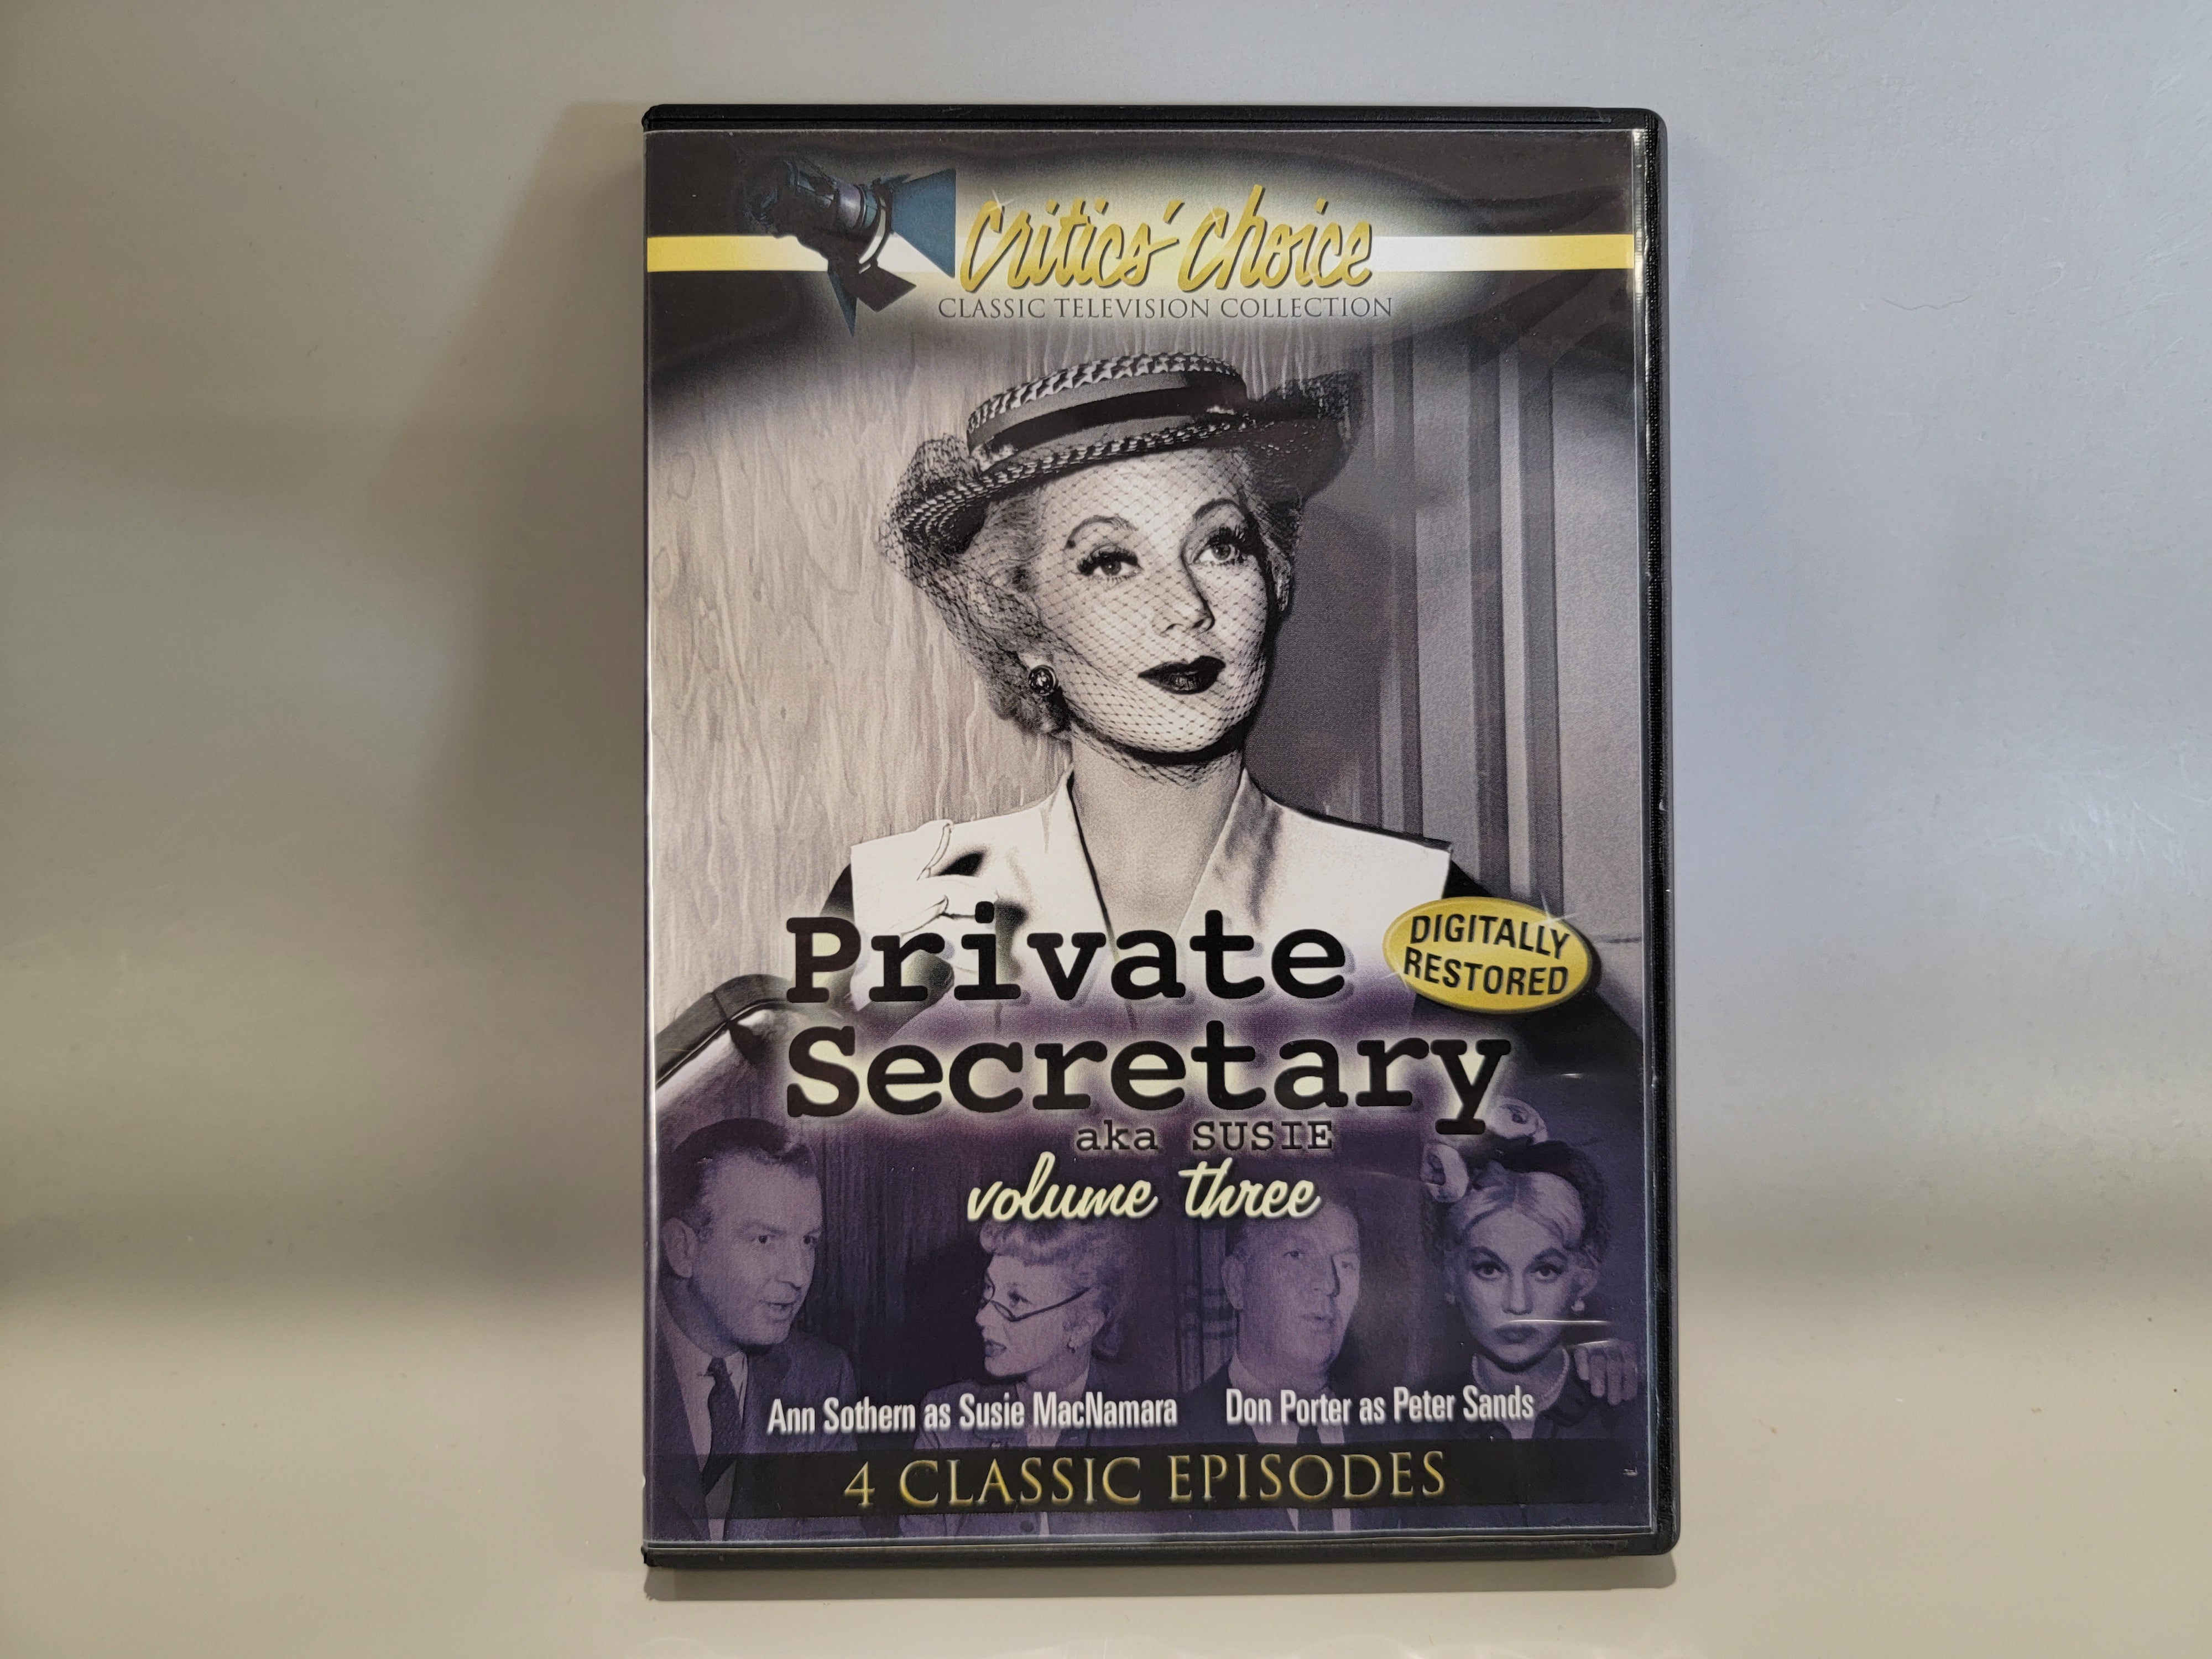 Critics' Choice
CLASSIC TELEVISION COLLECTION
Private
DIGITALLY
RESTORED
Secretary
aka SUSIE
volume three
Ann Sothern as Susie MacNamara Don Porter as Peter Sands
4 CLASSIC EPISODES